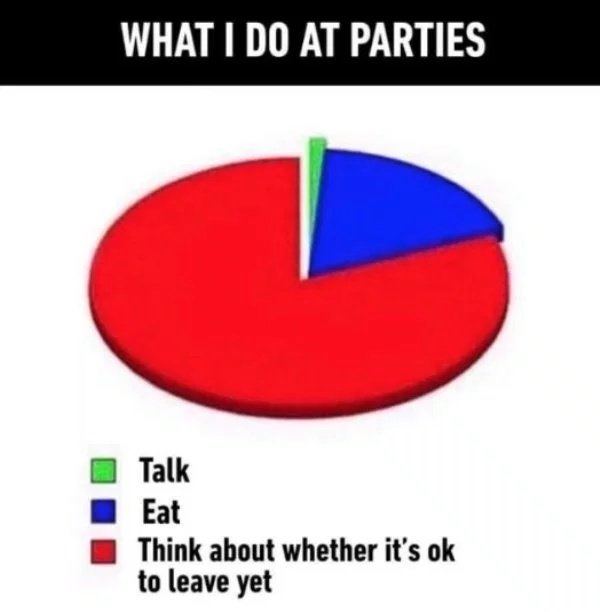 WHAT I DO AT PARTIES
Talk
Eat
Think about whether it's ok
to leave yet